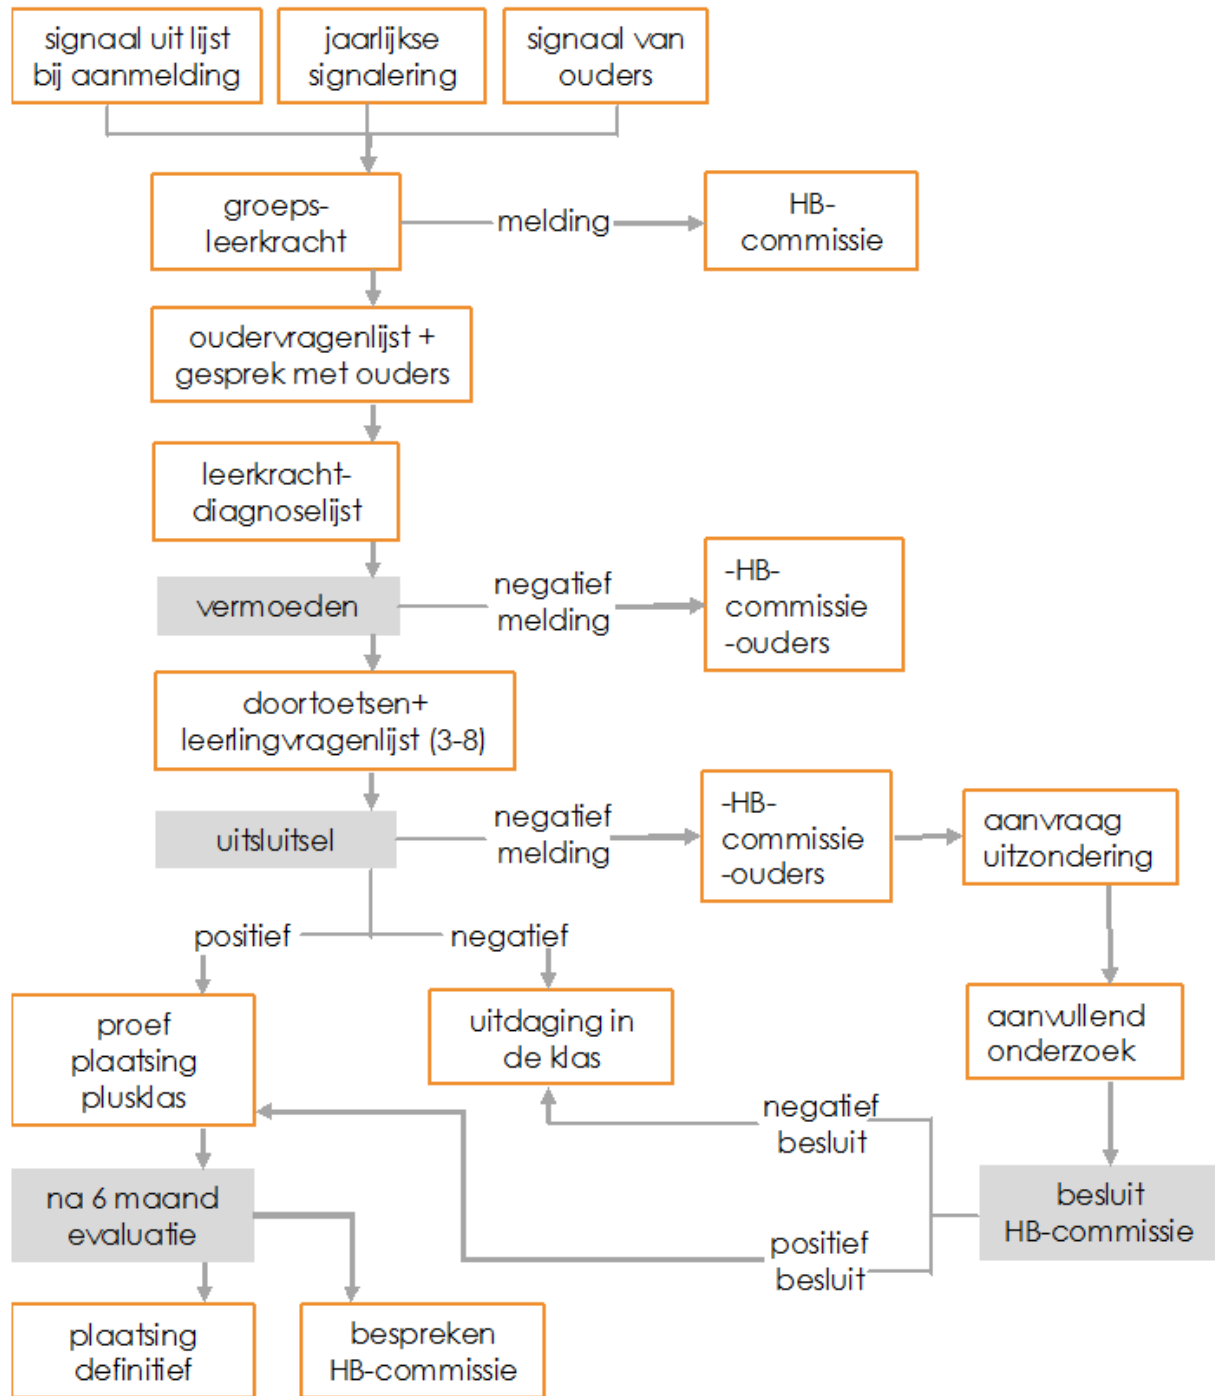 signaal uit lijst
bij aanmelding
jaarlijkse
signalering
signaal van
ouders
groeps-
leerkracht
melding
HB-
commissie
oudervragenlijst +
gesprek met ouders
leerkracht-
diagnoselijst
vermoeden
negatief
melding
-HB-
commissie
-ouders
doortoetsen+
leerlingvragenlijst (3-8)
uitsluitsel
negatief
melding
-HB-
commissie
-ouders
aanvraag
uitzondering
positief
negatief
proef
plaatsing
plusklas
uitdaging in
de klas
aanvullend
onderzoek
negatief
besluit
na 6 maand
evaluatie
positief
besluit
besluit
HB-commissie
plaatsing
definitief
bespreken
HB-commissie